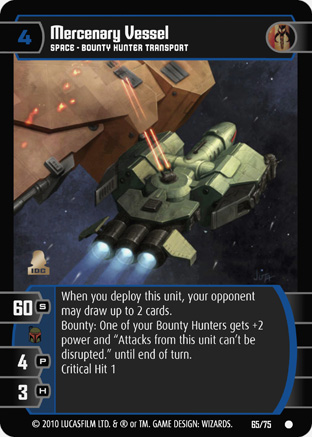 4
Mercenary Vessel
SPACE • BOUNTY HUNTER TRANSPORT
IDC
60 S
4 P
3 H
When you deploy this unit, your opponent
may draw up to 2 cards.
Bounty: One of your Bounty Hunters gets +2
power and “Attacks from this unit can’t be
disrupted.” until end of turn.
Critical Hit 1
© 2010 LUCASFILM LTD. & ® or TM. GAME DESIGN: WIZARDS.
65/75